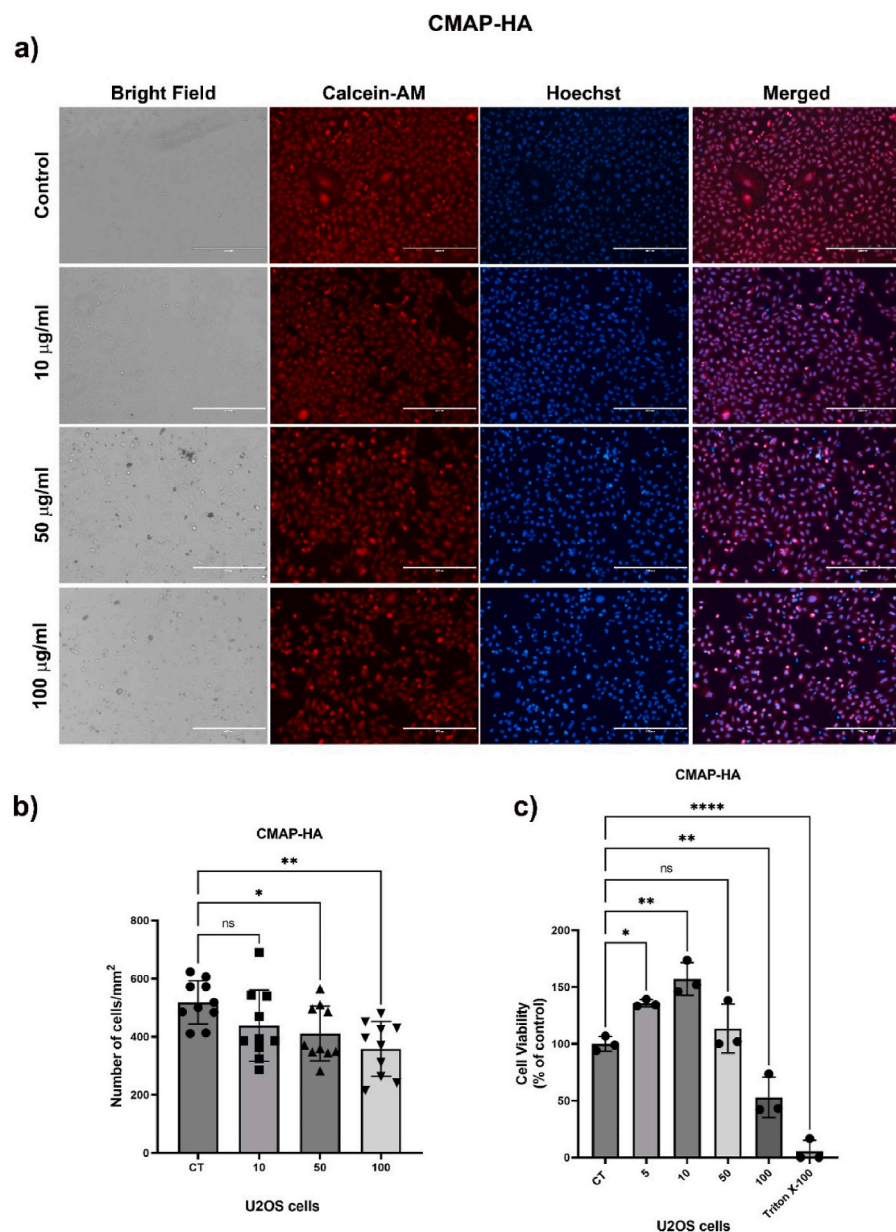 CMAP-HA
a)
Bright Field Calcein-AM Hoechst Merged
Control
10 µg/ml
50 µg/ml
100 µg/ml
b)
CMAP-HA
**
*
ns
800
600
400
200
0
Number of cells/mm²
CT 10 50 100
U2OS cells
c)
CMAP-HA
****
**
ns
**
*
200
150
100
50
0
Cell Viability
(% of control)
CT 5 10 50 100 Triton X-100
U2OS cells